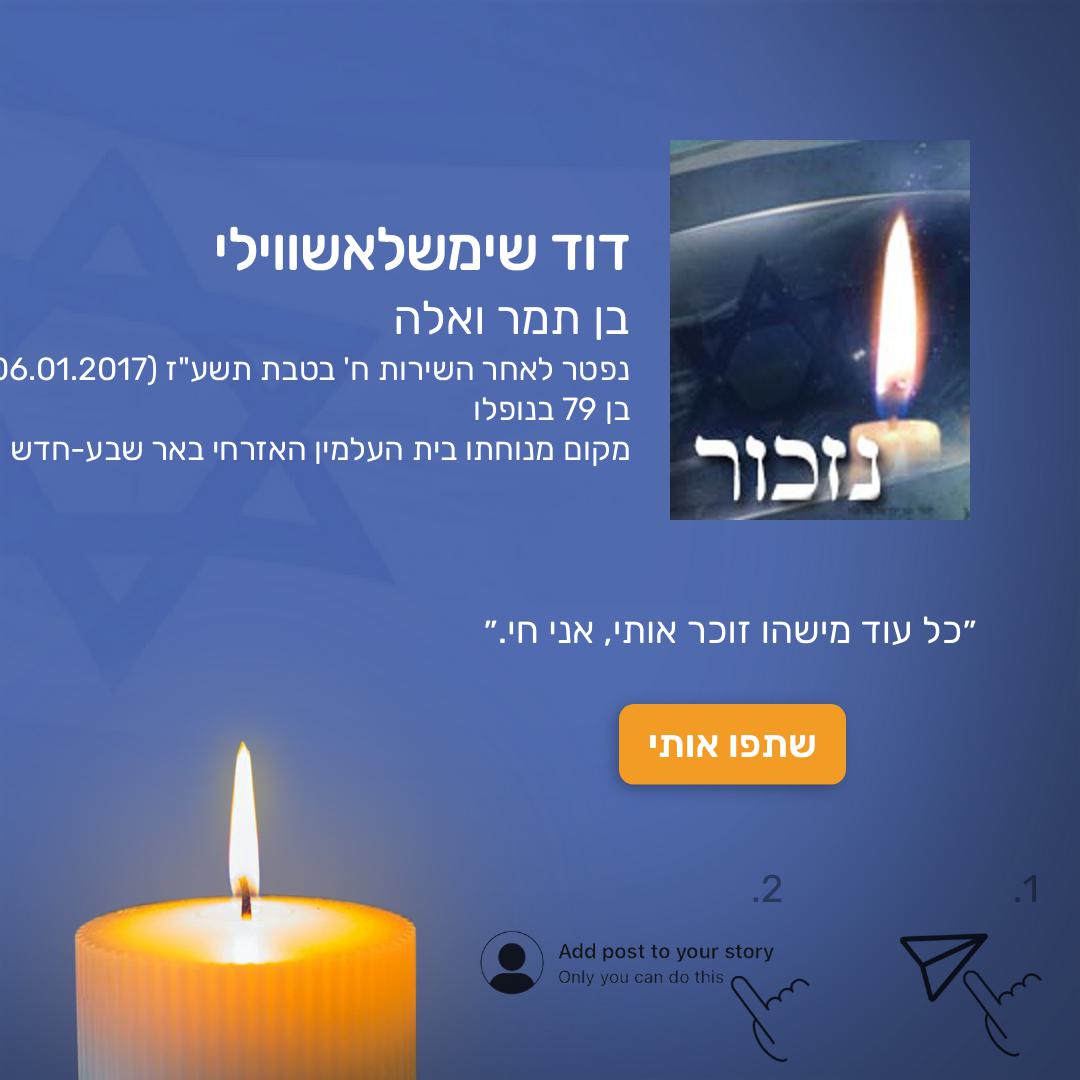 דוד שימשלאשווילי
בן תמר ואלה
נפטר לאחר השירות ח' בטבת תשע"ז (06.01.2017
בן 79 בנופלו
מקום מנוחתו בית העלמין האזרחי באר שבע-חדש
נזכור
״כל עוד מישהו זוכר אותי, אני חי.״
שתפו אותי
1.
2.
Add post to your story
Only you can do this